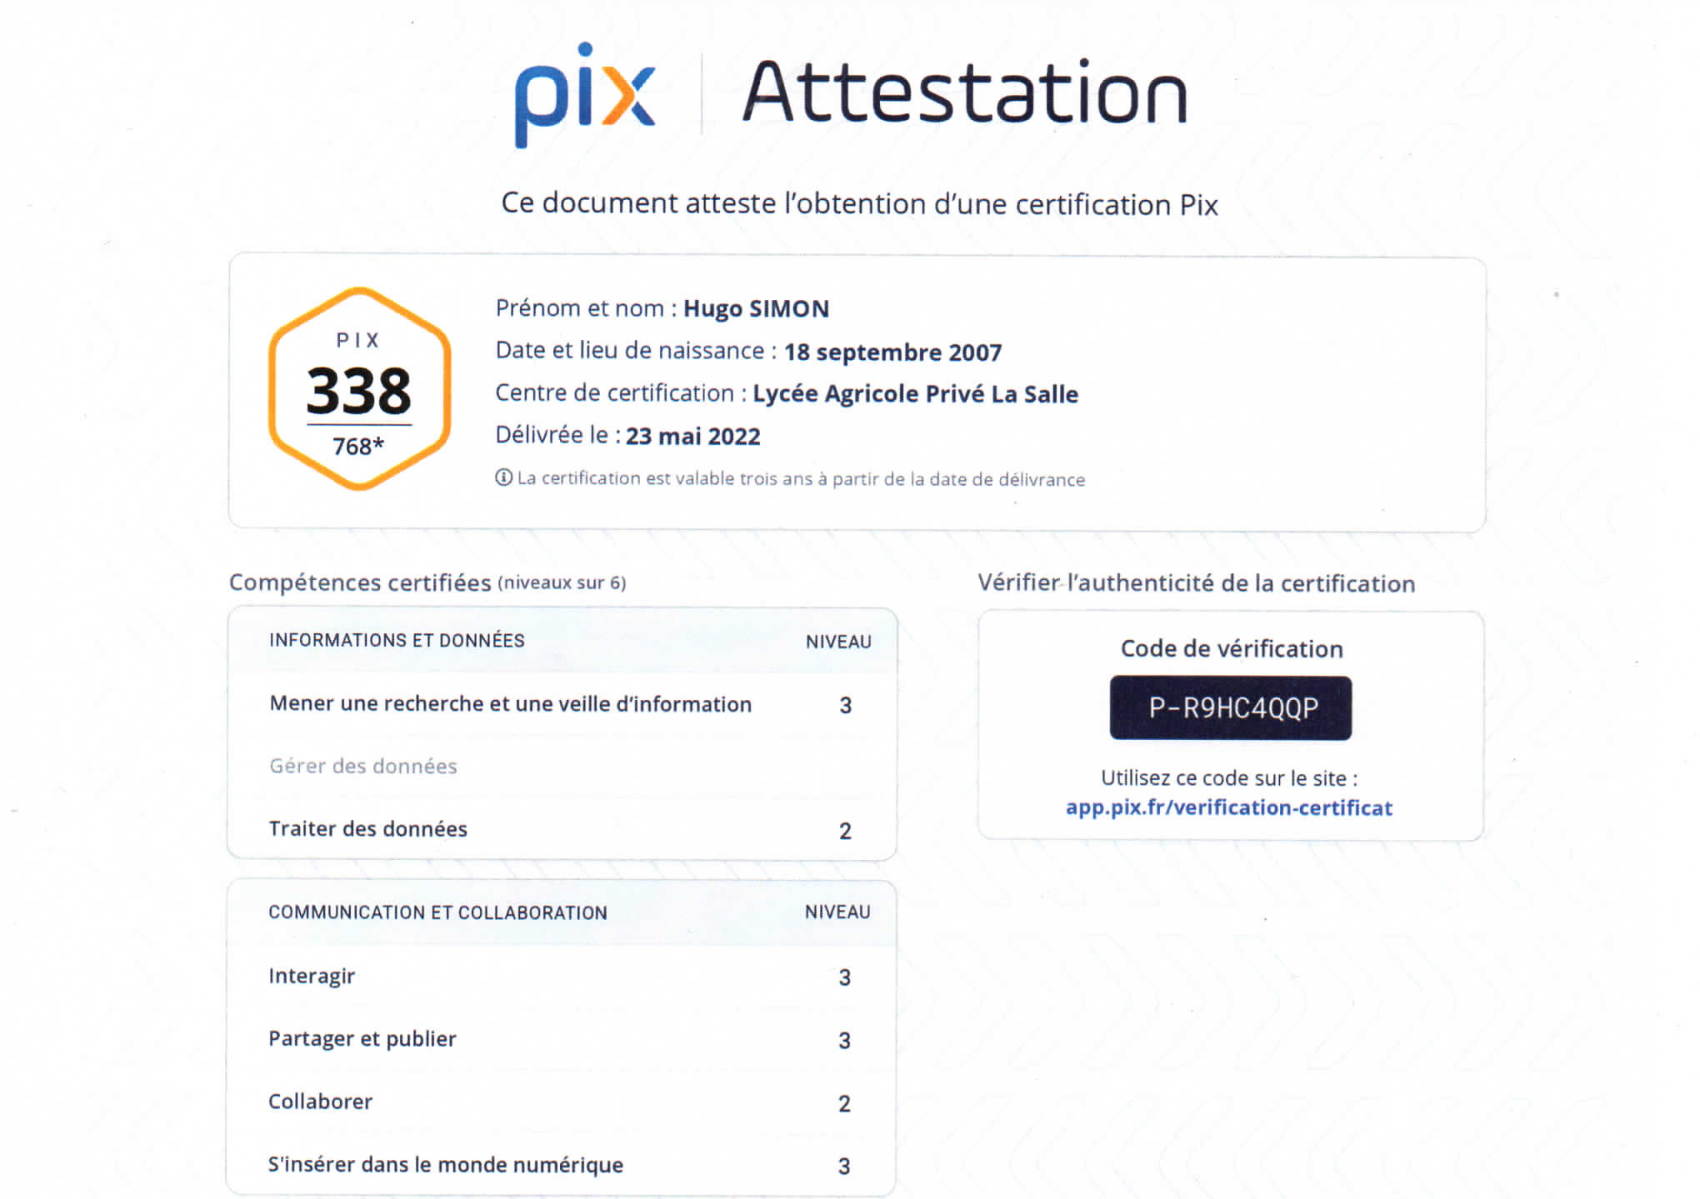 pix Attestation
Ce document atteste l'obtention d'une certification Pix
PIX
338
768*
Prénom et nom : Hugo SIMON
Date et lieu de naissance : 18 septembre 2007
Centre de certification : Lycée Agricole Privé La Salle
Délivrée le : 23 mai 2022
La certification est valable trois ans à partir de la date de délivrance
Compétences certifiées (niveaux sur 6)
INFORMATIONS ET DONNÉES NIVEAU
Mener une recherche et une veille d'information 3
Gérer des données
Traiter des données 2
COMMUNICATION ET COLLABORATION NIVEAU
Interagir 3
Partager et publier 3
Collaborer 2
S'insérer dans le monde numérique 3
Vérifier l'authenticité de la certification
Code de vérification
P-R9HC4QQP
Utilisez ce code sur le site :
app.pix.fr/verification-certificat